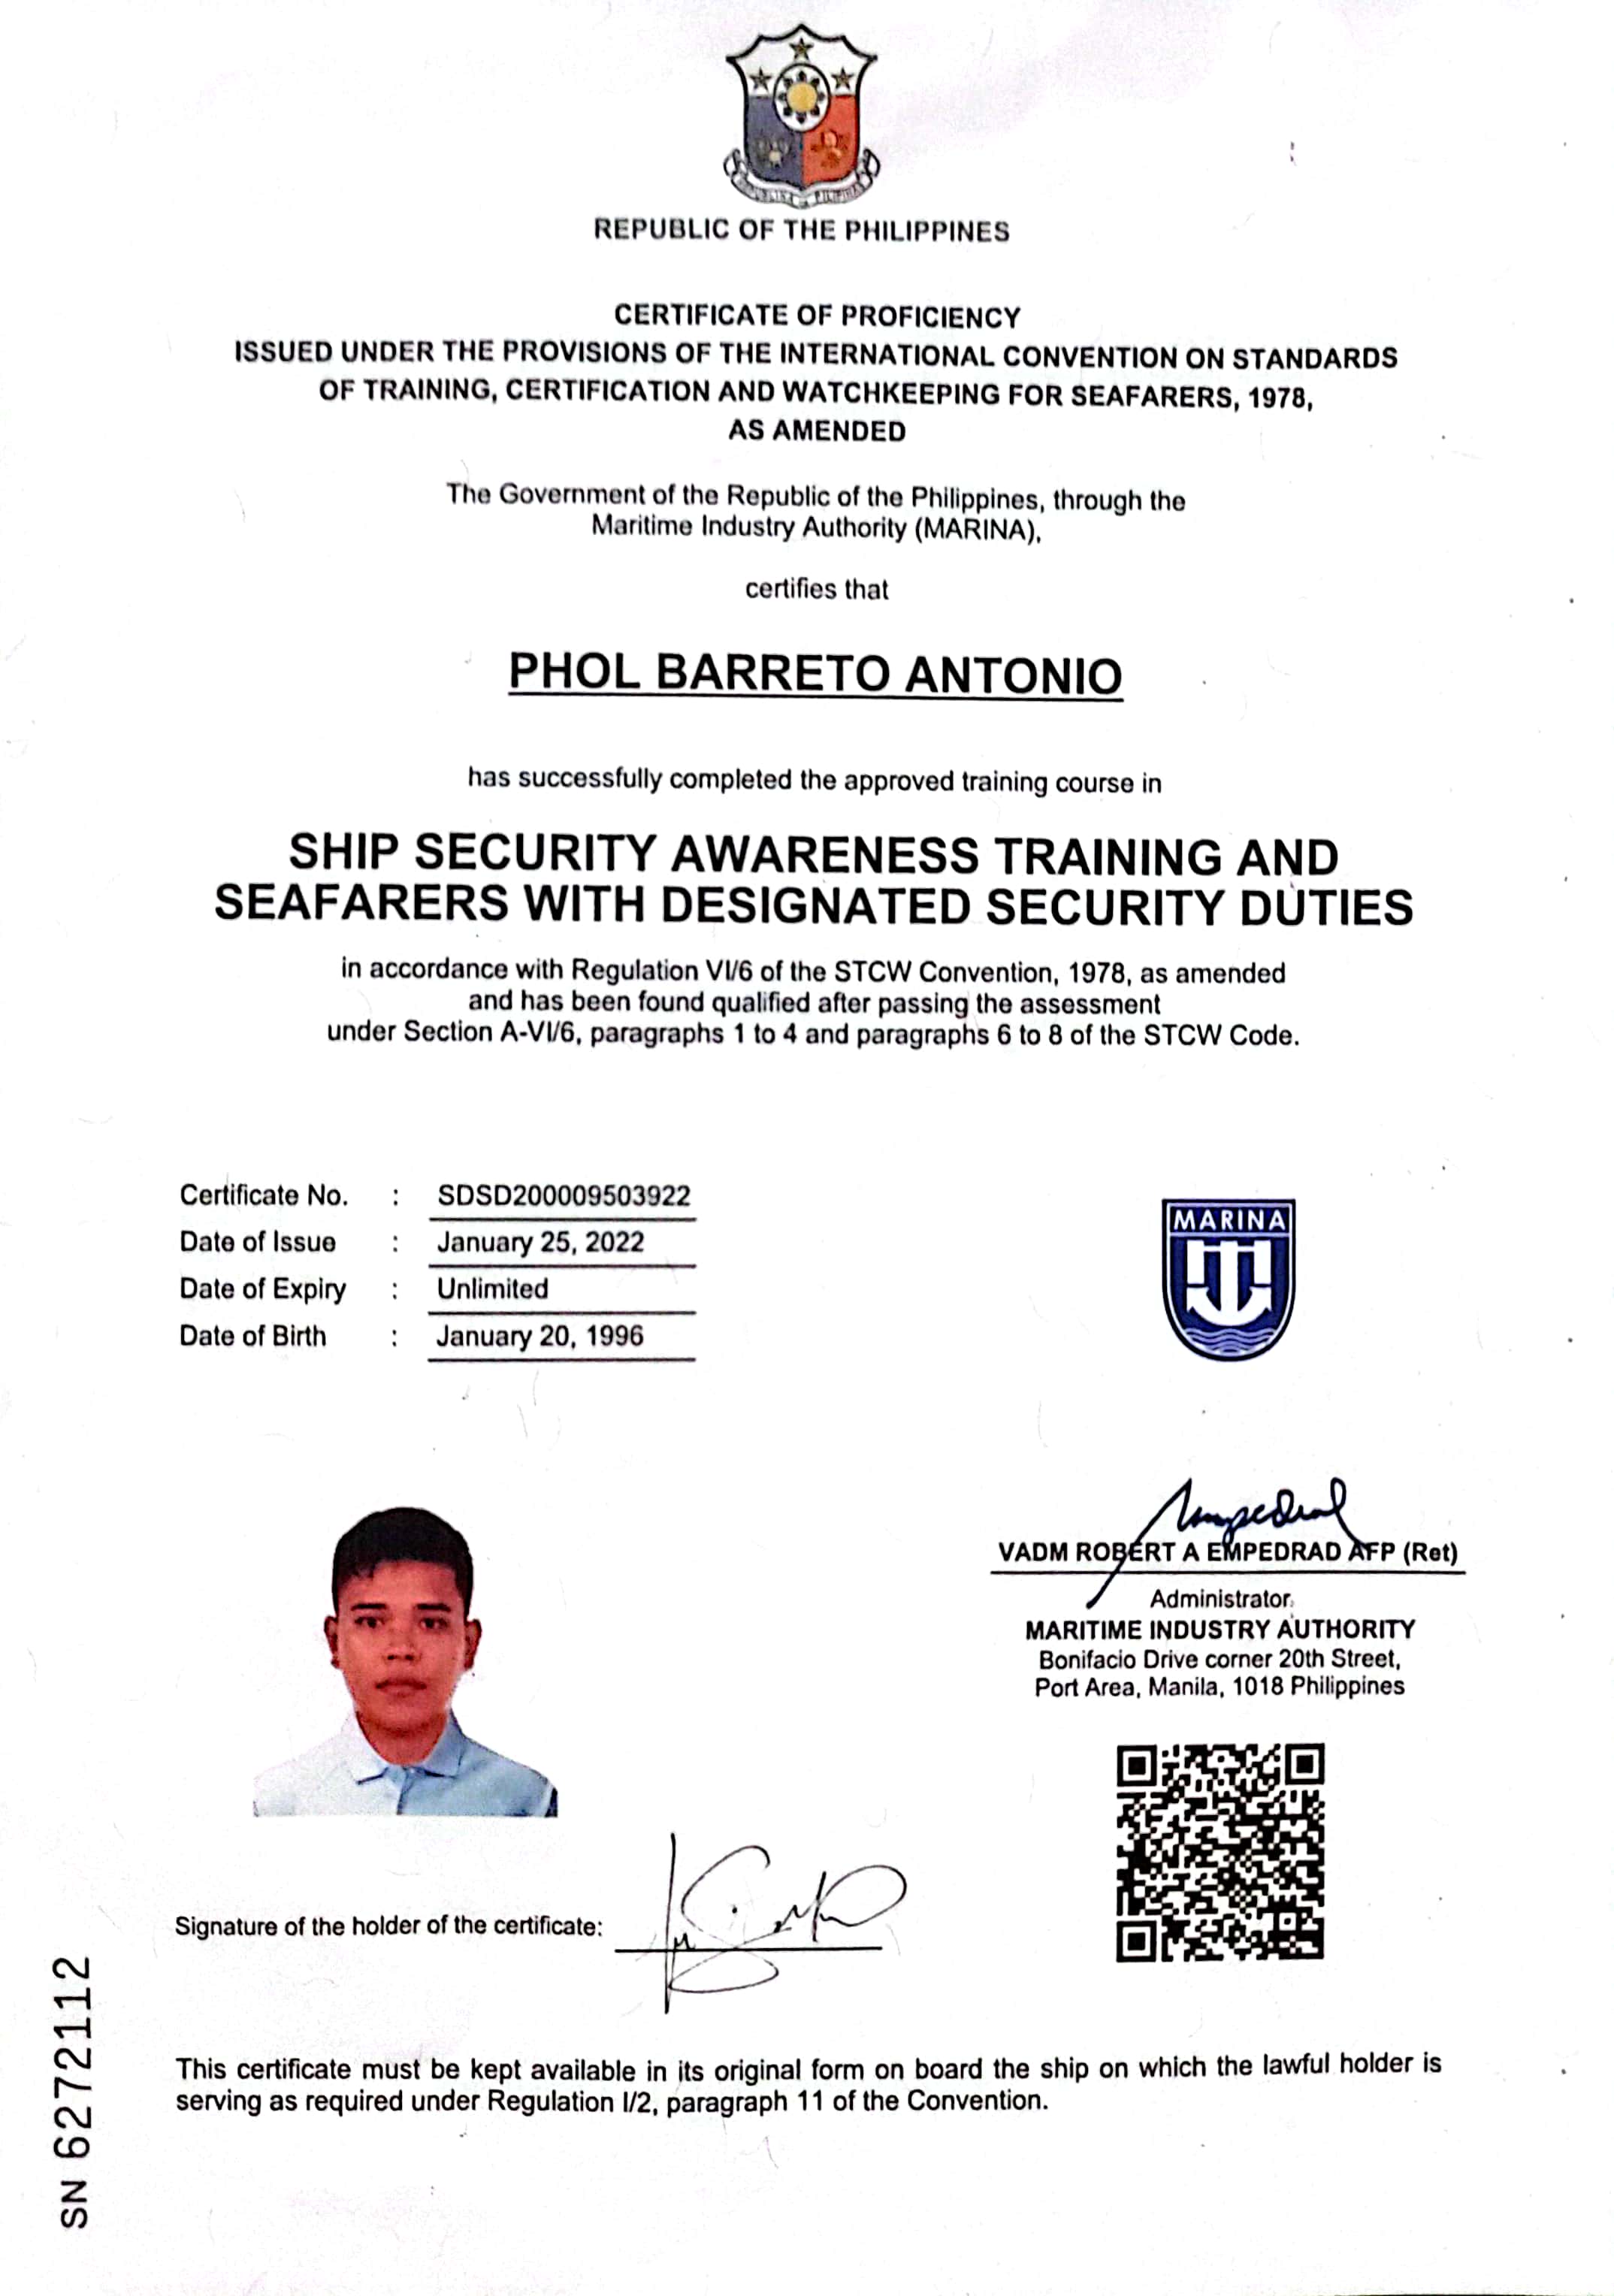 REPUBLIC OF THE PHILIPPINES
CERTIFICATE OF PROFICIENCY
ISSUED UNDER THE PROVISIONS OF THE INTERNATIONAL CONVENTION ON STANDARDS
OF TRAINING, CERTIFICATION AND WATCHKEEPING FOR SEAFARERS, 1978,
AS AMENDED
The Government of the Republic of the Philippines, through the
Maritime Industry Authority (MARINA),
certifies that
PHOL BARRETO ANTONIO
has successfully completed the approved training course in
SHIP SECURITY AWARENESS TRAINING AND
SEAFARERS WITH DESIGNATED SECURITY DUTIES
in accordance with Regulation VI/6 of the STCW Convention, 1978, as amended
and has been found qualified after passing the assessment
under Section A-VI/6, paragraphs 1 to 4 and paragraphs 6 to 8 of the STCW Code.
Certificate No. : SDSD200009503922
Date of Issue : January 25, 2022
Date of Expiry : Unlimited
Date of Birth : January 20, 1996
MARINA
VADM ROBERT A EMPEDRAD AFP (Ret)
Administrator
MARITIME INDUSTRY AUTHORITY
Bonifacio Drive corner 20th Street,
Port Area, Manila, 1018 Philippines
Signature of the holder of the certificate:
This certificate must be kept available in its original form on board the ship on which the lawful holder is
serving as required under Regulation I/2, paragraph 11 of the Convention.
SN 6272112